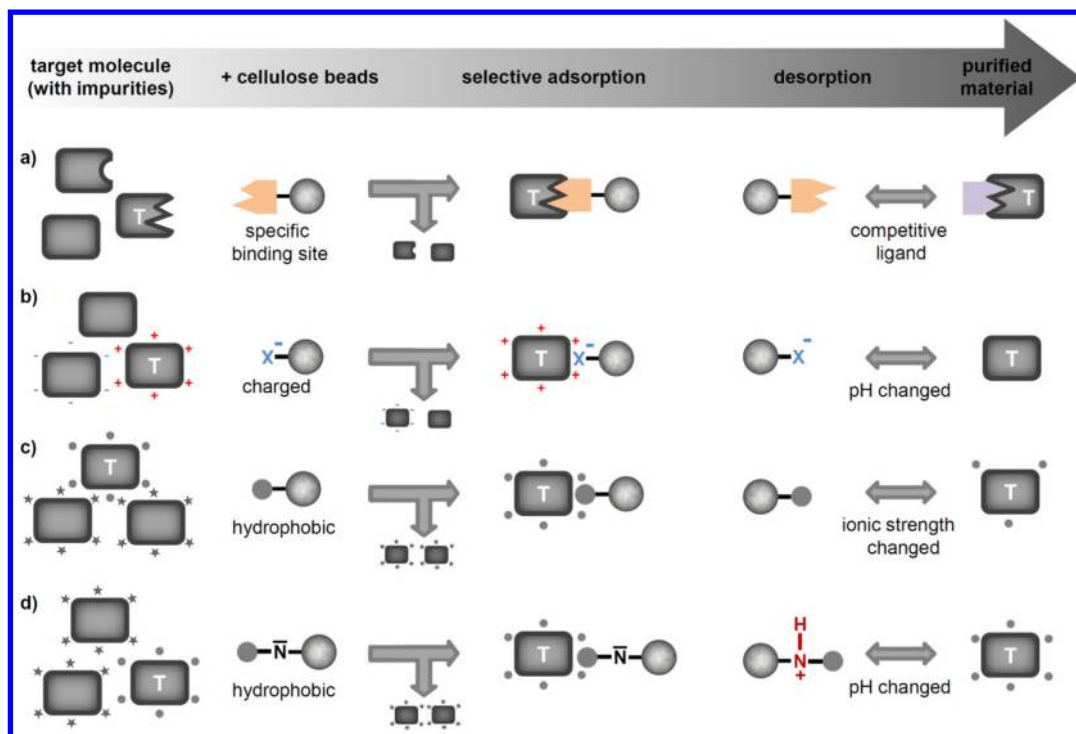 target molecule
(with impurities)
+ cellulose beads
selective adsorption
desorption
purified
material
a)
T
T
T
specific
binding site
competitive
ligand
b)
T
X-
T
X-
X-
T
charged
pH changed
c)
T
T
T
hydrophobic
ionic strength
changed
d)
T
N
T
N
H
N
+
T
hydrophobic
pH changed